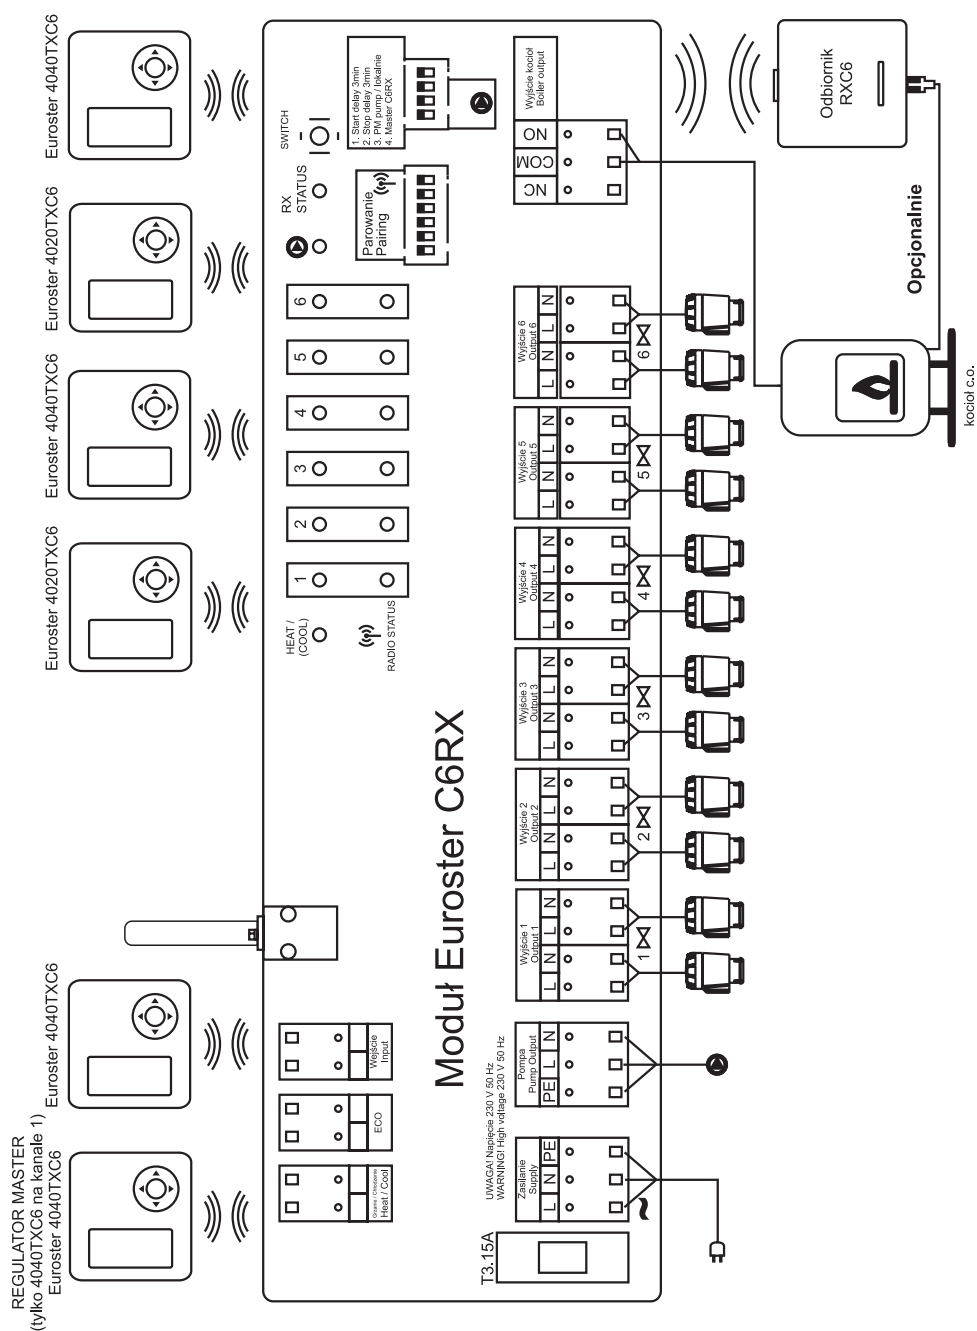 REGULATOR MASTER
(tylko 4040TXC6 na kanale 1)
Euroster 4040TXC6
Euroster 4040TXC6
Euroster 4020TXC6
Euroster 4040TXC6
Euroster 4020TXC6
Euroster 4040TXC6
Grzanie / Chłodzenie
Heat / Cool
ECO
Wejście
Input
HEAT /
(COOL)
RADIO STATUS
1
2
3
4
5
6
RX
STATUS
SWITCH
Parowanie
Pairing
1. Start delay 3min
2. Stop delay 3min
3. PM pump / lokalnie
4. Master C6RX
Moduł Euroster C6RX
T3.15A
UWAGA! Napięcie 230 V 50 Hz
WARNING! High voltage 230 V 50 Hz
Zasilanie
Supply
L N PE
~
Pompa
Pump Output
PE L N
Wyjście 1
Output 1
L N L N
1
Wyjście 2
Output 2
L N L N
2
Wyjście 3
Output 3
L N L N
3
Wyjście 4
Output 4
L N L N
4
Wyjście 5
Output 5
L N L N
5
Wyjście 6
Output 6
L N L N
6
Wyjście kocioł
Boiler output
NO
COM
NC
Odbiornik
RXC6
Opcjonalnie
kocioł c.o.